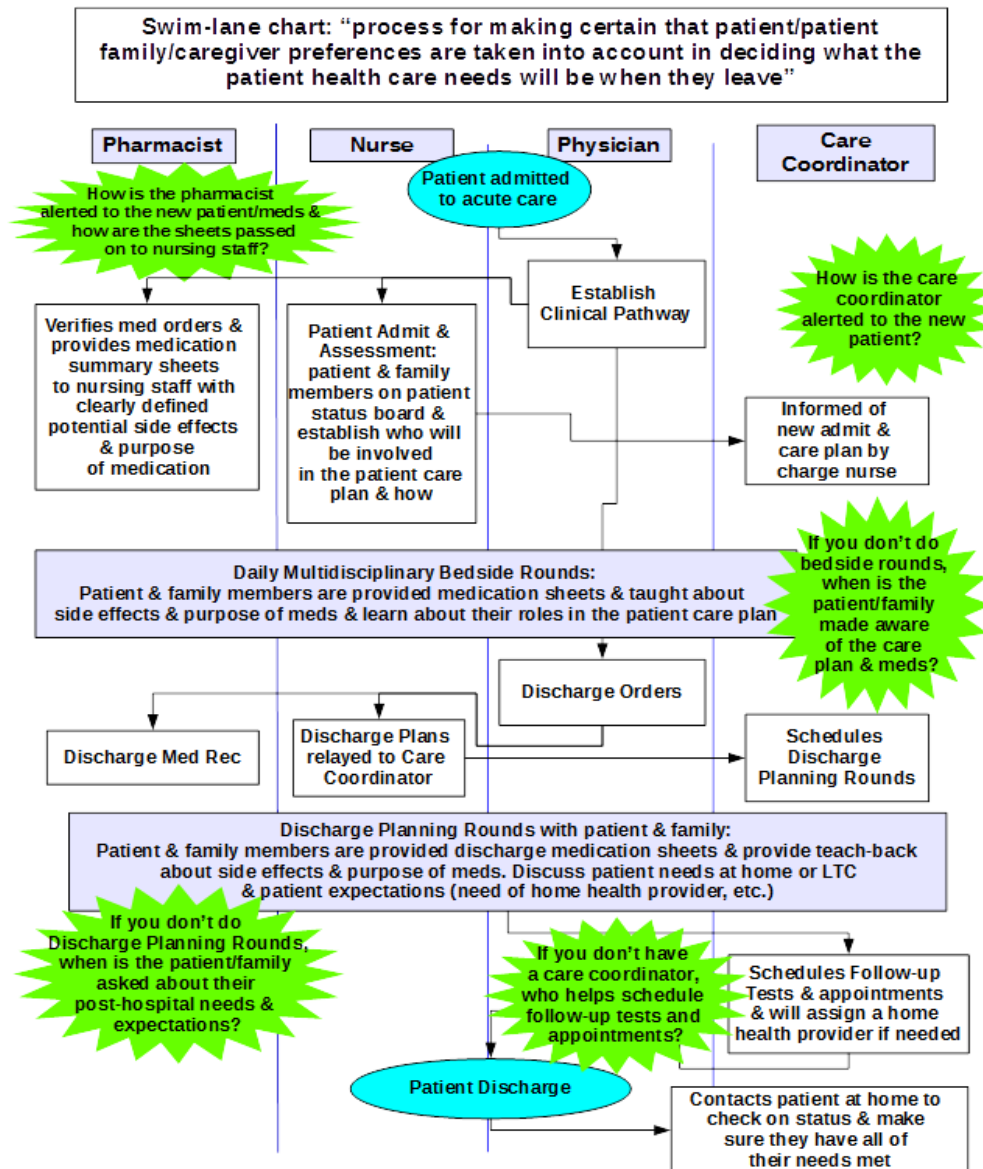 Swim-lane chart: “process for making certain that patient/patient
family/caregiver preferences are taken into account in deciding what the
patient health care needs will be when they leave”
Pharmacist
Nurse
Physician
Care
Coordinator
Patient admitted
to acute care
How is the pharmacist
alerted to the new patient/meds &
how are the sheets passed
on to nursing staff?
Establish
Clinical Pathway
How is the care
coordinator
alerted to the new
patient?
Verifies med orders &
provides medication
summary sheets
to nursing staff with
clearly defined
potential side effects
& purpose
of medication
Patient Admit &
Assessment:
patient & family
members on patient
status board &
establish who will
be involved
in the patient care
plan & how
Informed of
new admit &
care plan by
charge nurse
Daily Multidisciplinary Bedside Rounds:
Patient & family members are provided medication sheets & taught about
side effects & purpose of meds & learn about their roles in the patient care plan
If you don’t do
bedside rounds,
when is the
patient/family
made aware
of the care
plan & meds?
Discharge Orders
Discharge Med Rec
Discharge Plans
relayed to Care
Coordinator
Schedules
Discharge
Planning Rounds
Discharge Planning Rounds with patient & family:
Patient & family members are provided discharge medication sheets & provide teach-back
about side effects & purpose of meds. Discuss patient needs at home or LTC
& patient expectations (need of home health provider, etc.)
If you don’t do
Discharge Planning Rounds,
when is the patient/family
asked about their
post-hospital needs &
expectations?
If you don’t have
a care coordinator,
who helps schedule
follow-up tests and
appointments?
Schedules Follow-up
Tests & appointments
& will assign a home
health provider if needed
Patient Discharge
Contacts patient at home to
check on status & make
sure they have all of
their needs met